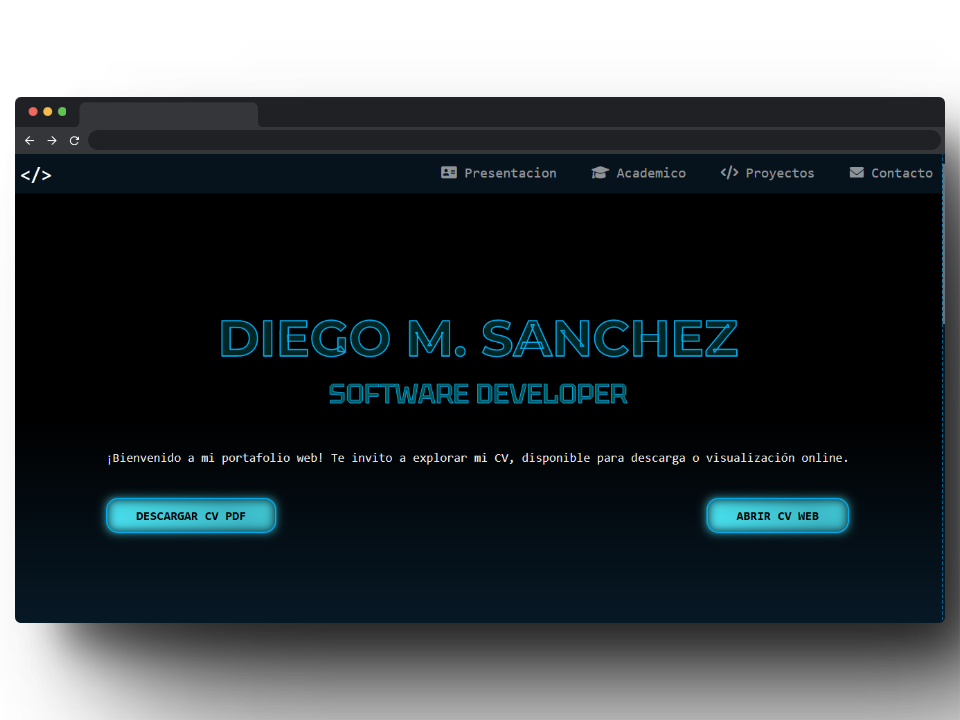 </>
Presentacion Academico </> Proyectos Contacto
DIEGO M. SANCHEZ
SOFTWARE DEVELOPER
¡Bienvenido a mi portafolio web! Te invito a explorar mi CV, disponible para descarga o visualización online.
DESCARGAR CV PDF
ABRIR CV WEB